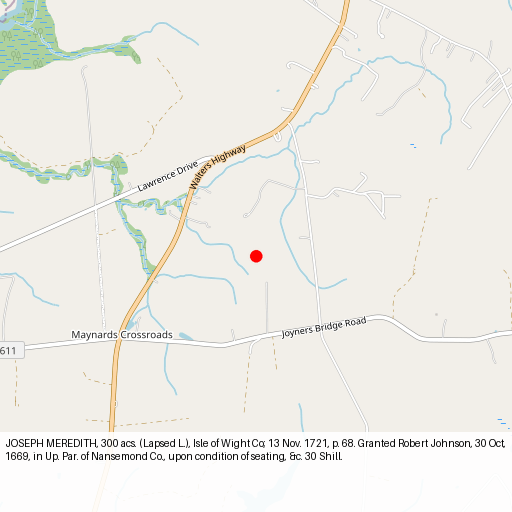 Walters Highway
Lawrence Drive
Joyners Bridge Road
Maynards Crossroads
611
JOSEPH MEREDITH, 300 acs. (Lapsed L.), Isle of Wight Co; 13 Nov. 1721, p. 68. Granted Robert Johnson, 30 Oct,
1669, in Up. Par. of Nansemond Co., upon condition of seating, &c. 30 Shill.